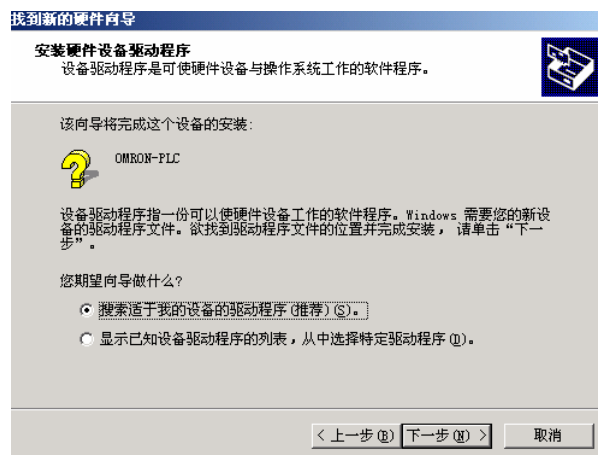 找到新的硬件向导
安装硬件设备驱动程序
设备驱动程序是可使硬件设备与操作系统工作的软件程序。
该向导将完成这个设备的安装:
OMRON-PLC
设备驱动程序指一份可以使硬件设备工作的软件程序。Windows 需要您的新设
备的驱动程序文件。欲找到驱动程序文件的位置并完成安装，请单击“下一
步”。
您期望向导做什么?
搜索适于我的设备的驱动程序(推荐)(S)。
显示已知设备驱动程序的列表，从中选择特定驱动程序(D)。
< 上一步(B) 下一步(N) > 取消